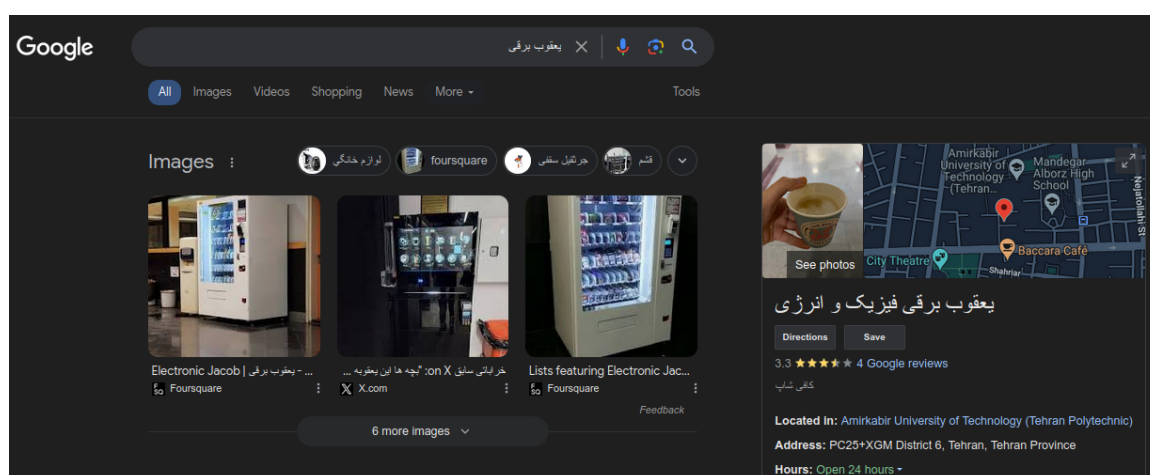 Google
یعقوب برقی
All Images Videos Shopping News More Tools
Images
لوازم خانگی
foursquare
جرثقیل سقفی
قشم
Electronic Jacob | یعقوب برقی - ...
Foursquare
خراباتی سابق on X: "بچه ها این یعقوبه ...
X.com
Lists featuring Electronic Jac...
Foursquare
Feedback
6 more images
See photos
Amirkabir
University of
Technology
(Tehran...
Mandegar
Alborz High
School
Nejatollahi St
City Theatre
Baccara Café
Shahriar
یعقوب برقی فیزیک و انرژی
Directions Save
3.3 4 Google reviews
کافی شاپ
Located in: Amirkabir University of Technology (Tehran Polytechnic)
Address: PC25+XGM District 6, Tehran, Tehran Province
Hours: Open 24 hours